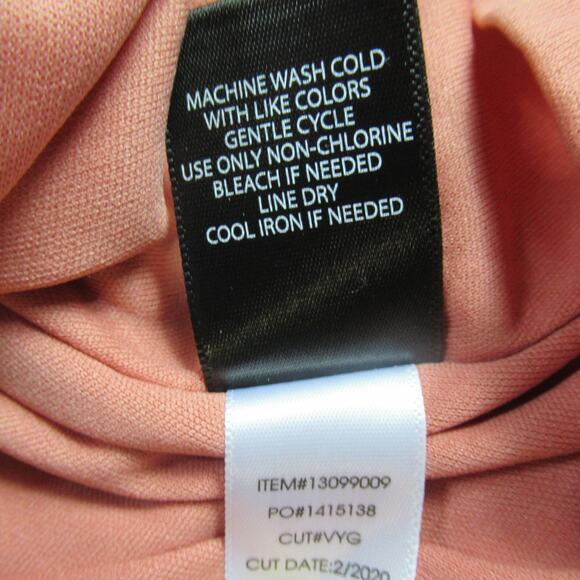 MACHINE WASH COLD
WITH LIKE COLORS
GENTLE CYCLE
USE ONLY NON-CHLORINE
BLEACH IF NEEDED
LINE DRY
COOL IRON IF NEEDED
ITEM#13099009
PO#1415138
CUT#VYG
CUT DATE:2/2020